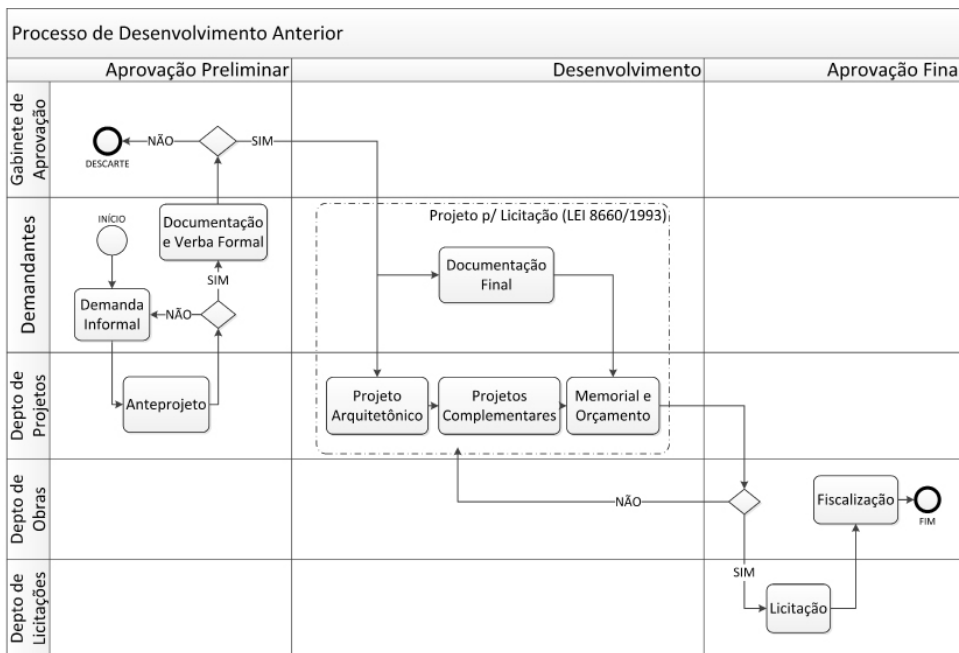 Processo de Desenvolvimento Anterior
Aprovação Preliminar
Desenvolvimento
Aprovação Fina
Gabinete de
Aprovação
NÃO
SIM
DESCARTE
Demandantes
INÍCIO
Documentação
e Verba Formal
SIM
Demanda
Informal
NÃO
Projeto p/ Licitação (LEI 8660/1993)
Documentação
Final
Depto de
Projetos
Anteprojeto
Projeto
Arquitetônico
Projetos
Complementares
Memorial e
Orçamento
Depto de
Obras
NÃO
Fiscalização
FIM
Depto de
Licitações
SIM
Licitação